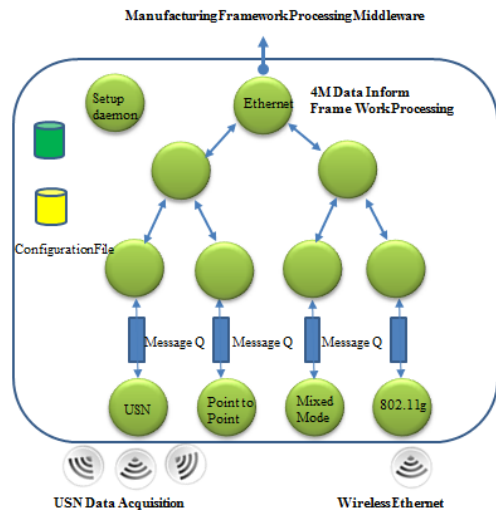 ManufacturingFrameworkProcessingMiddleware
Setup
daemon
Ethernet
4M Data Inform
Frame WorkProcessing
ConfigurationFile
Message Q
Message Q
Message Q
USN
Point to
Point
Mixed
Mode
802.11g
USN Data Acquisition
WirelessEthernet